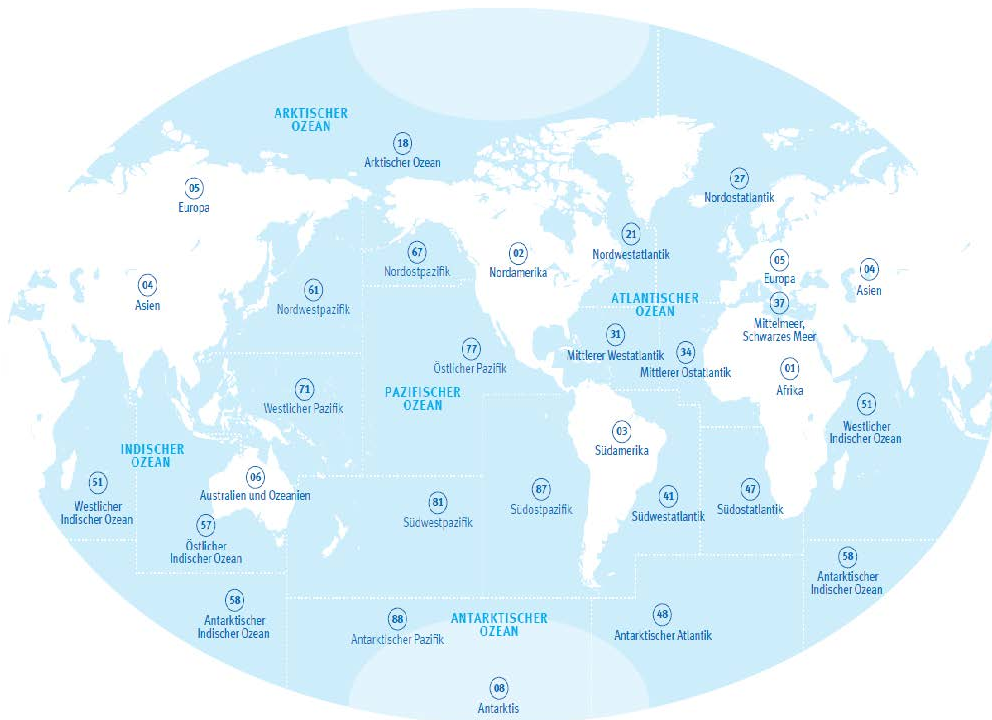 ARKTISCHER
OZEAN
18
Arktischer Ozean
05
Europa
27
Nordostatlantik
21
Nordwestatlantik
67
Nordostpazifik
02
Nordamerika
05
Europa
04
Asien
04
Asien
61
Nordwestpazifik
ATLANTISCHER
OZEAN
37
Mittelmeer,
Schwarzes Meer
31
Mittlerer Westatlantik
34
Mittlerer Ostatlantik
77
Östlicher Pazifik
01
Afrika
71
Westlicher Pazifik
PAZIFISCHER
OZEAN
51
Westlicher
Indischer Ozean
03
Südamerika
INDISCHER
OZEAN
06
Australien und Ozeanien
51
Westlicher
Indischer Ozean
81
Südwestpazifik
87
Südostpazifik
41
Südwestatlantik
47
Südostatlantik
57
Östlicher
Indischer Ozean
58
Antarktischer
Indischer Ozean
58
Antarktischer
Indischer Ozean
88
Antarktischer Pazifik
ANTARKTISCHER
OZEAN
48
Antarktischer Atlantik
08
Antarktis